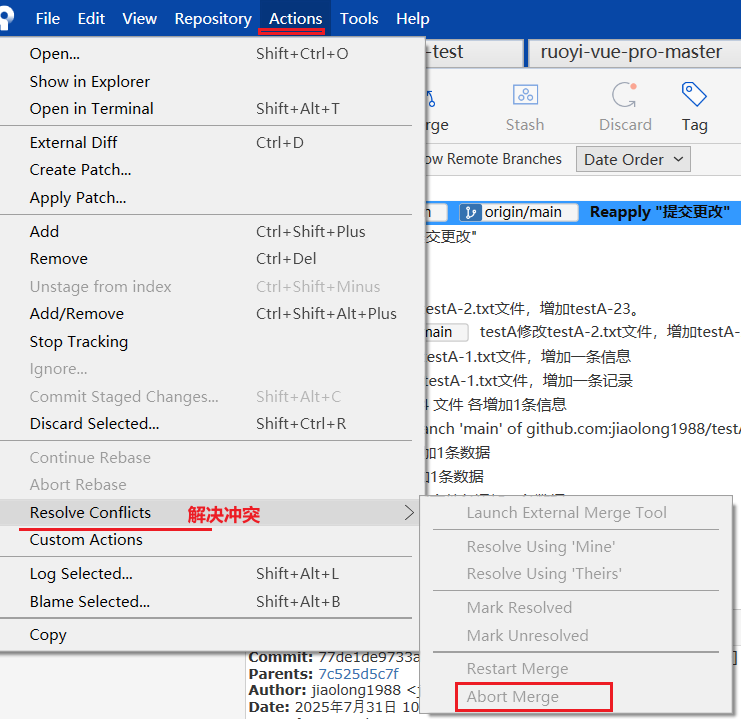 File Edit View Repository Actions Tools Help
Open... Shift+Ctrl+O
Show in Explorer
Open in Terminal Shift+Alt+T
External Diff Ctrl+D
Create Patch...
Apply Patch...
Add Ctrl+Shift+Plus
Remove Ctrl+Del
Unstage from index Ctrl+Shift+Minus
Add/Remove Ctrl+Shift+Alt+Plus
Stop Tracking
Ignore...
Commit Staged Changes... Shift+Alt+C
Discard Selected... Shift+Ctrl+R
Continue Rebase
Abort Rebase
Resolve Conflicts 解决冲突
Custom Actions
Log Selected... Shift+Alt+L
Blame Selected... Shift+Alt+B
Copy
Launch External Merge Tool
Resolve Using 'Mine'
Resolve Using 'Theirs'
Mark Resolved
Mark Unresolved
Restart Merge
Abort Merge
-test ruoyi-vue-pro-master
rge Stash Discard Tag
ow Remote Branches Date Order
origin/main Reapply "提交更改"
交更改"
estA-2.txt文件，增加testA-23。
main testA修改testA-2.txt文件，增加testA-
estA-1.txt文件，增加一条信息
testA-1.txt文件，增加一条记录
文件 各增加1条信息
anch 'main' of github.com:jiaolong1988/testA
加1条数据
1条数据
Commit: 77de1de9733a
Parents: 7c525d5c7f
Author: jiaolong1988 <
Date: 2025年7月31日 10